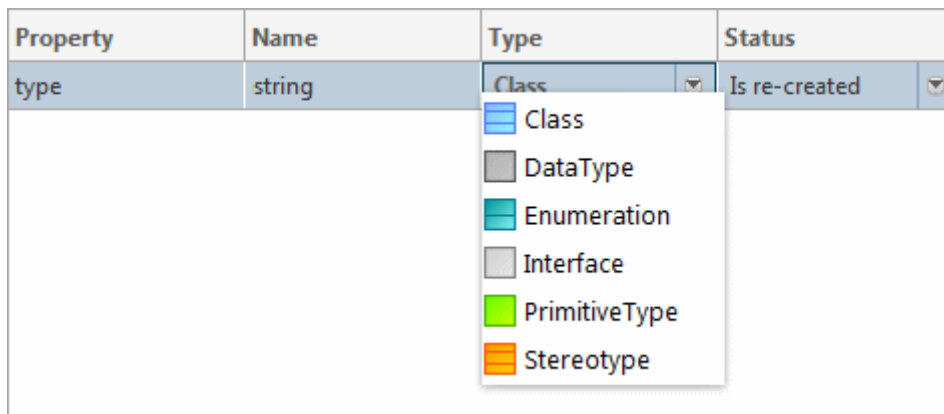 Property Name Type Status
type string Class Is re-created
Class
DataType
Enumeration
Interface
PrimitiveType
Stereotype